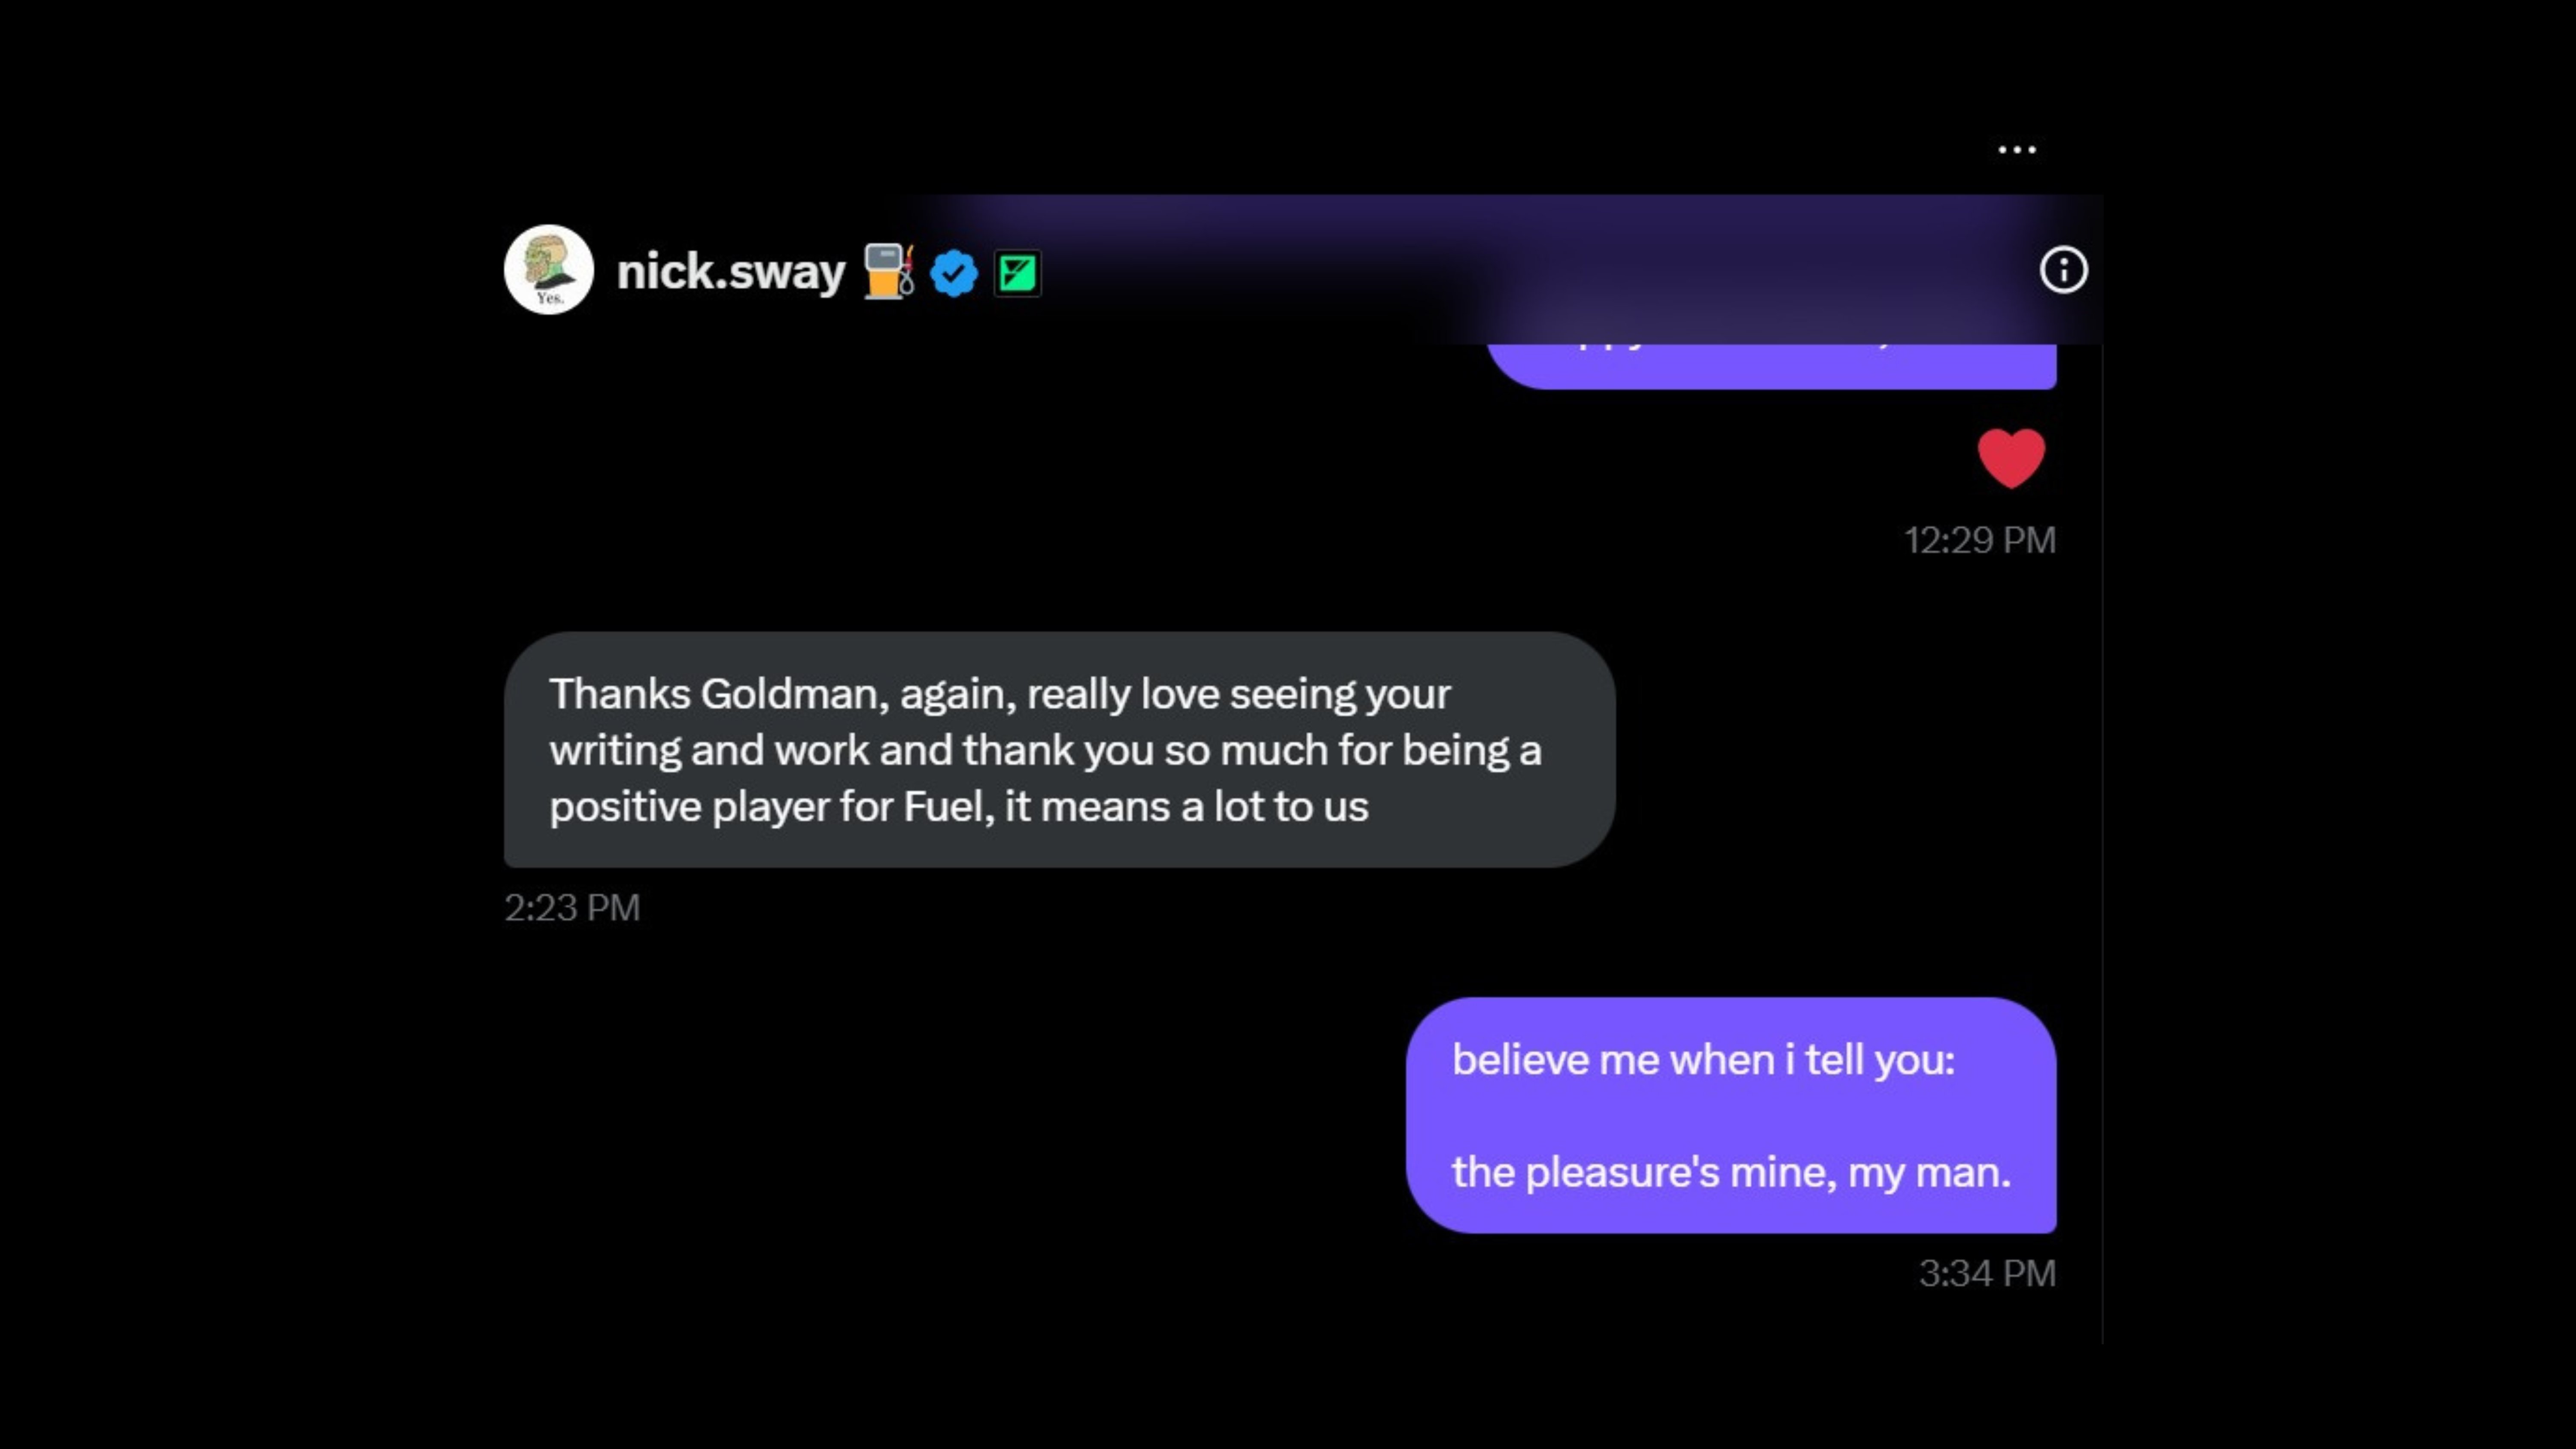 nick.sway
Yes.
12:29 PM
Thanks Goldman, again, really love seeing your
writing and work and thank you so much for being a
positive player for Fuel, it means a lot to us
2:23 PM
believe me when i tell you:
the pleasure's mine, my man.
3:34 PM